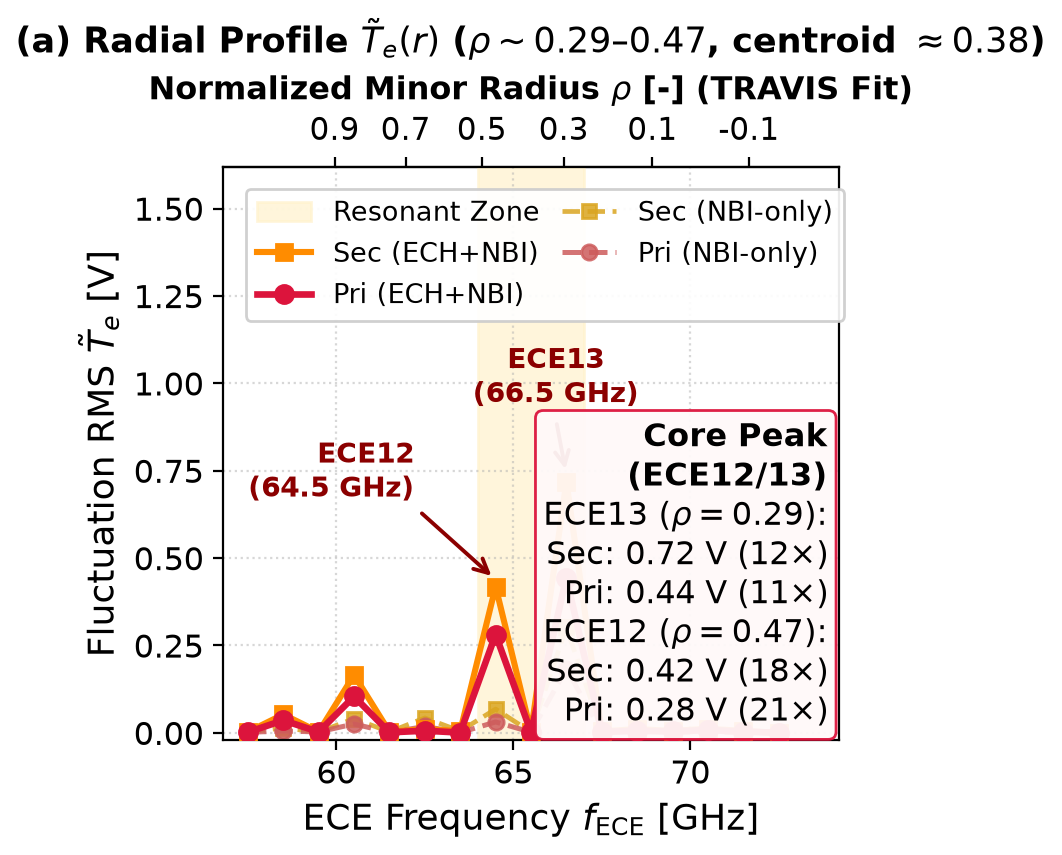 (a) Radial Profile T̃ₑ(r) (ρ ~ 0.29–0.47, centroid ≈ 0.38)
Normalized Minor Radius ρ [-] (TRAVIS Fit)
0.9 0.7 0.5 0.3 0.1 -0.1
Fluctuation RMS T̃ₑ [V]
1.50
1.25
1.00
0.75
0.50
0.25
0.00
Resonant Zone
Sec (ECH+NBI)
Pri (ECH+NBI)
Sec (NBI-only)
Pri (NBI-only)
ECE13
(66.5 GHz)
ECE12
(64.5 GHz)
Core Peak
(ECE12/13)
ECE13 (ρ = 0.29):
Sec: 0.72 V (12×)
Pri: 0.44 V (11×)
ECE12 (ρ = 0.47):
Sec: 0.42 V (18×)
Pri: 0.28 V (21×)
60 65 70
ECE Frequency f_ECE [GHz]